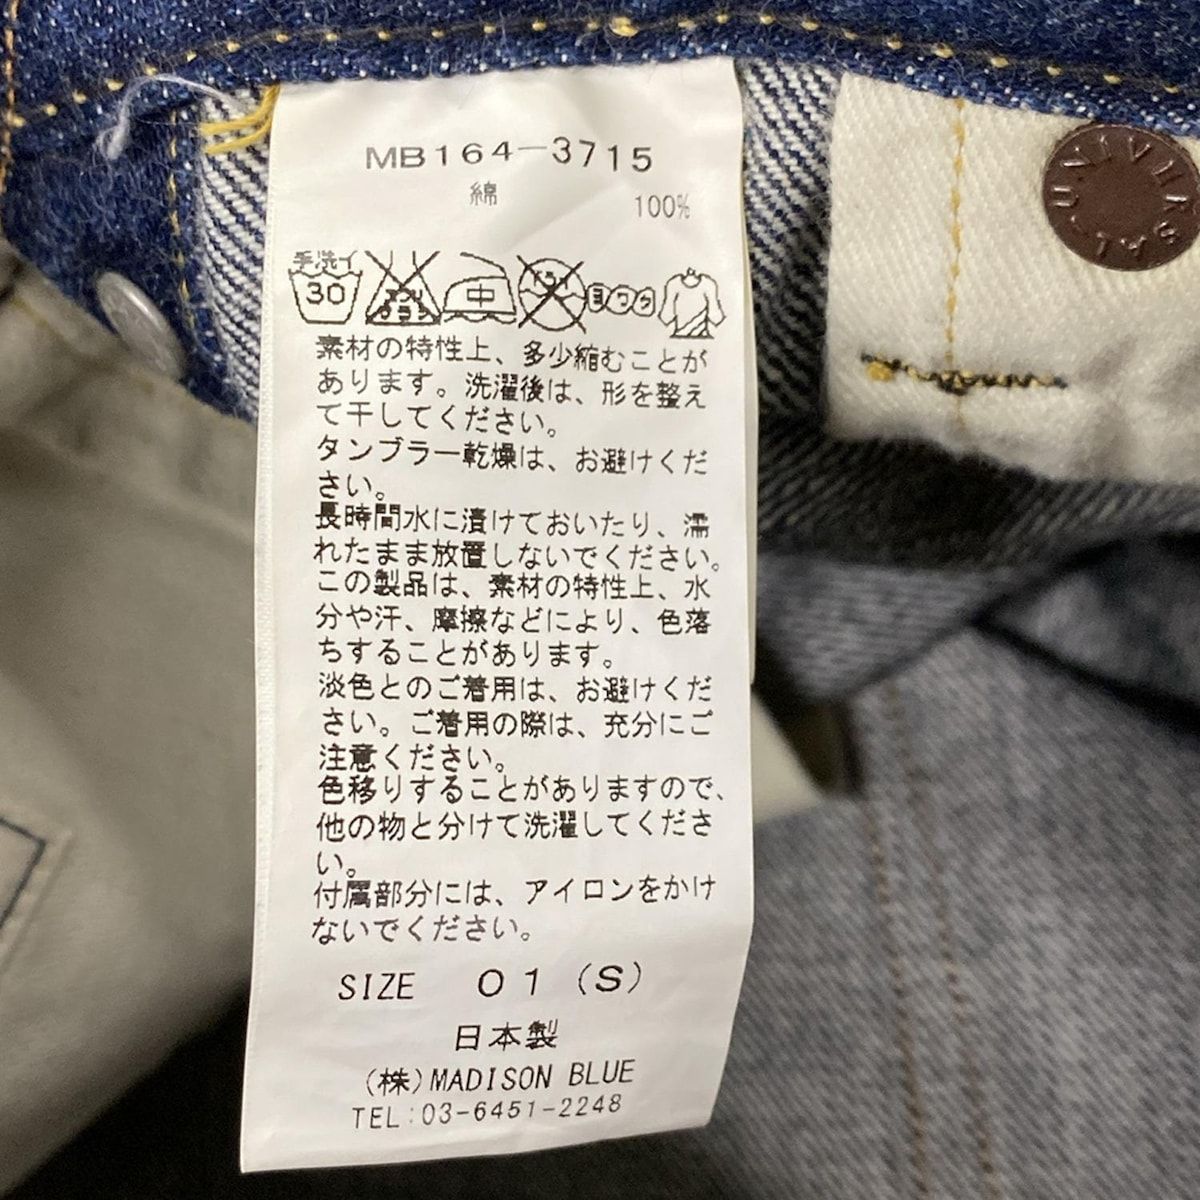 MB164-3715
綿 100%
手洗イ
30 エンソ サラシ 中 ドライ ヨワク
素材の特性上、多少縮むことが
あります。洗濯後は、形を整え
て干してください。
タンブラー乾燥は、お避けくだ
さい。
長時間水に漬けておいたり、濡
れたまま放置しないでください。
この製品は、素材の特性上、水
分や汗、摩擦などにより、色落
ちすることがあります。
淡色とのご着用は、お避けくだ
さい。ご着用の際は、充分にご
注意ください。
色移りすることがありますので、
他の物と分けて洗濯してくださ
い。
付属部分には、アイロンをかけ
ないでください。
SIZE 01(S)
日本製
(株)MADISON BLUE
TEL:03-6451-2248
UNIVERSAL